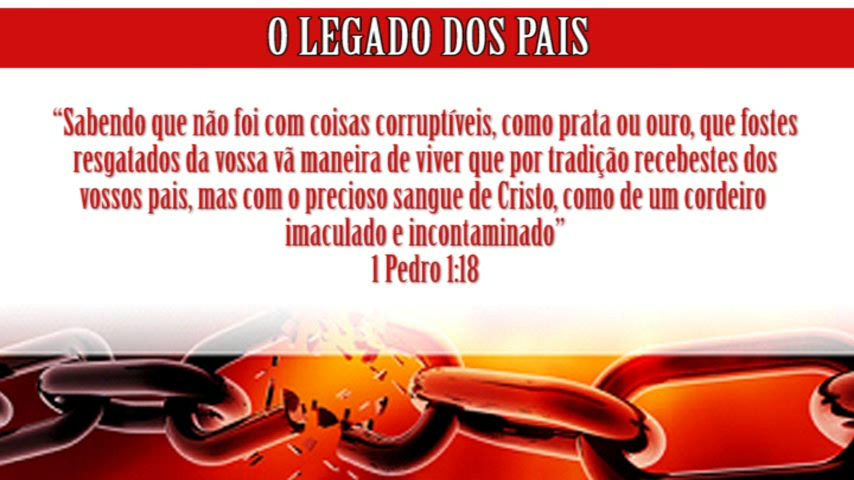 O LEGADO DOS PAIS
“Sabendo que não foi com coisas corruptíveis, como prata ou ouro, que fostes
resgatados da vossa vã maneira de viver que por tradição recebestes dos
vossos pais, mas com o precioso sangue de Cristo, como de um cordeiro
imaculado e incontaminado”
1 Pedro 1:18